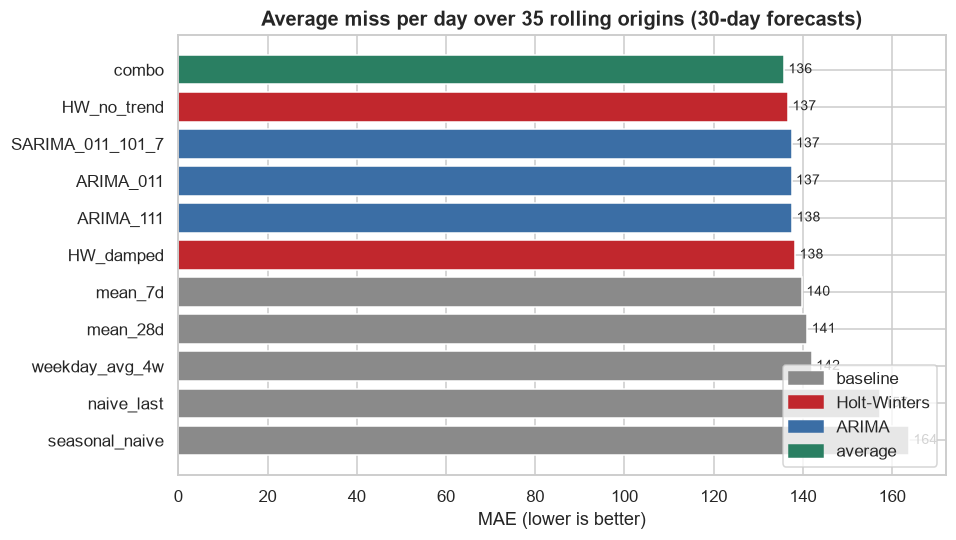 Average miss per day over 35 rolling origins (30-day forecasts)
combo 136
HW_no_trend 137
SARIMA_011_101_7 137
ARIMA_011 137
ARIMA_111 138
HW_damped 138
mean_7d 140
mean_28d 141
weekday_avg_4w 142
naive_last
seasonal_naive 164
baseline
Holt-Winters
ARIMA
average
0 20 40 60 80 100 120 140 160
MAE (lower is better)